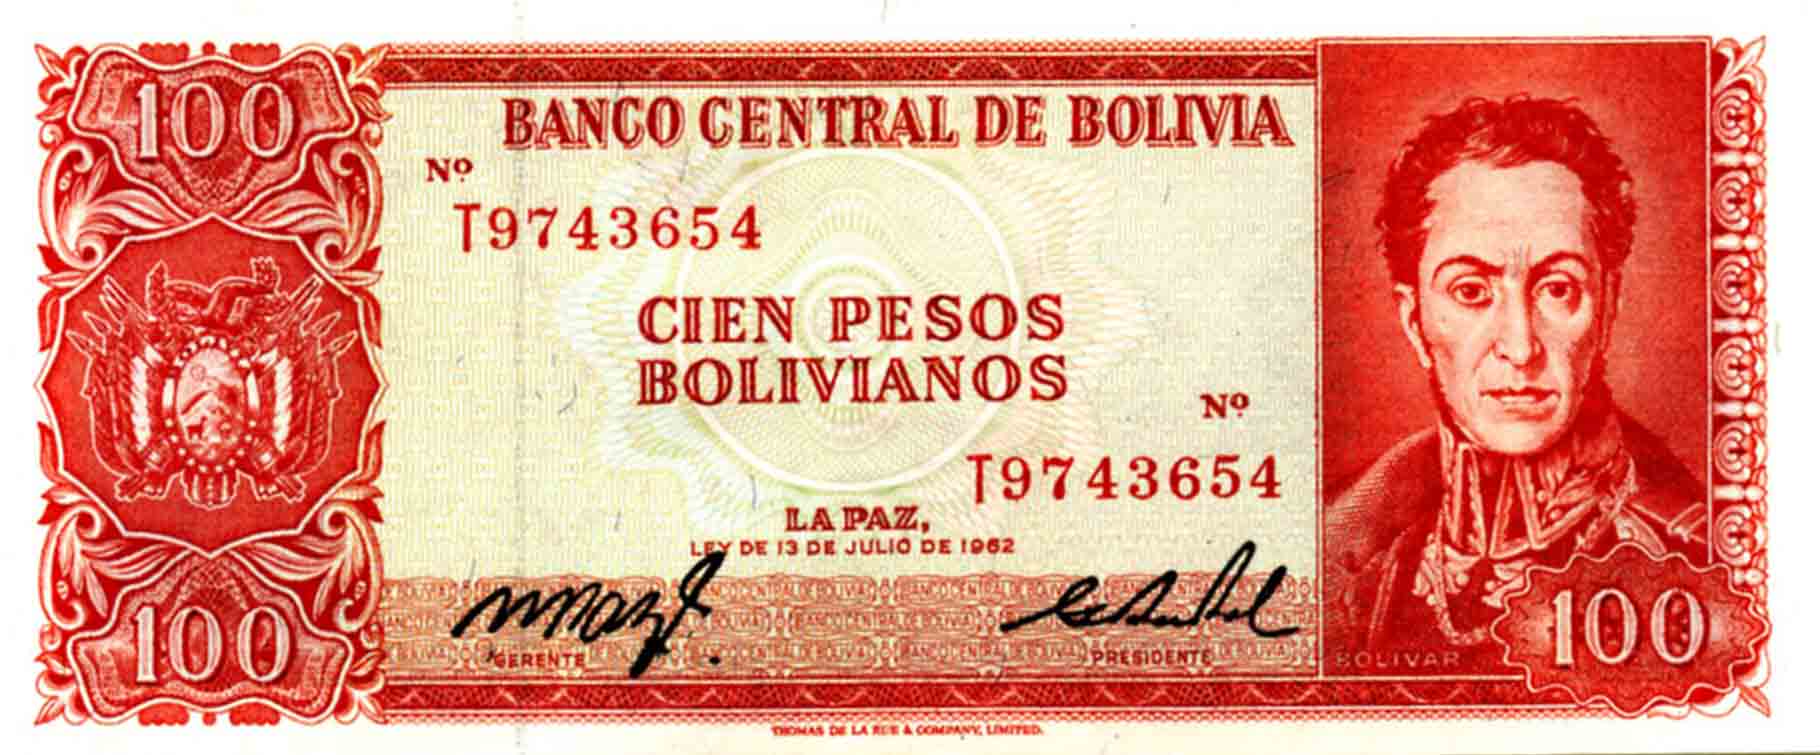 100
BANCO CENTRAL DE BOLIVIA
Nº
T9743654
CIEN PESOS
BOLIVIANOS
Nº
T9743654
LA PAZ,
LEY DE 13 DE JULIO DE 1962
GERENTE
PRESIDENTE
BOLIVAR
100
100
THOMAS DE LA RUE & COMPANY, LIMITED.